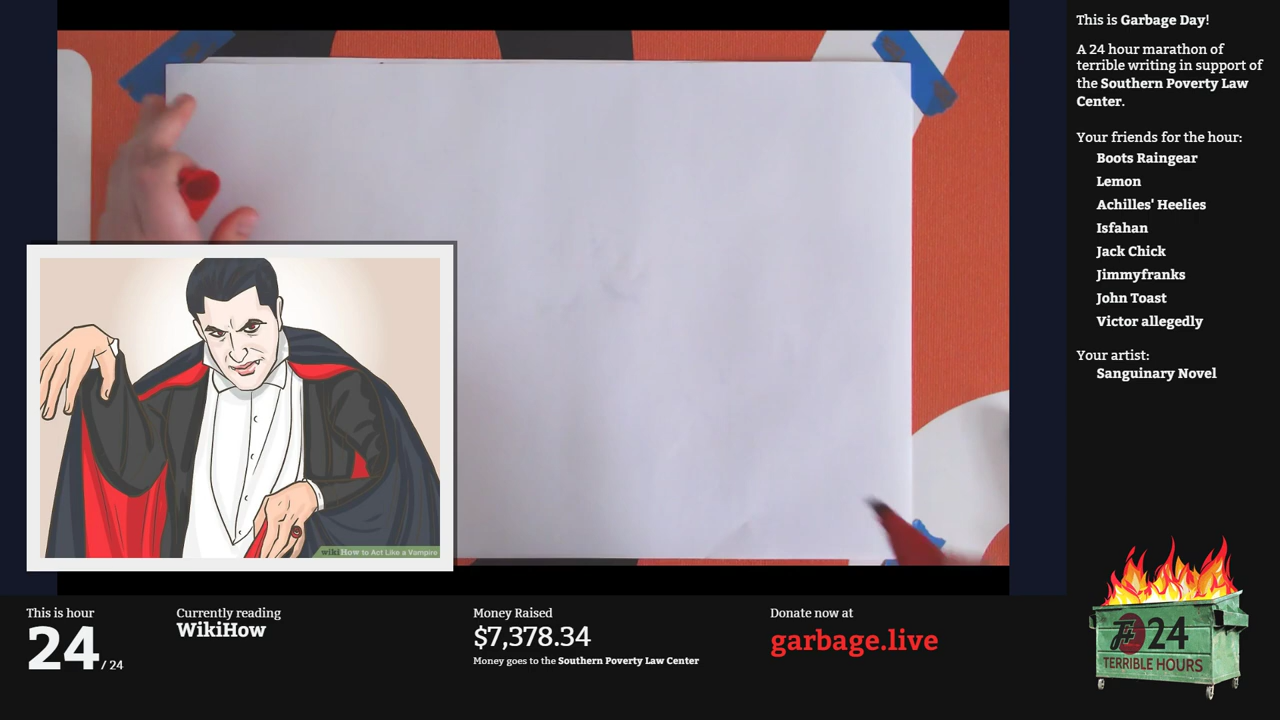 This is Garbage Day!
A 24 hour marathon of
terrible writing in support of
the Southern Poverty Law
Center.
Your friends for the hour:
Boots Raingear
Lemon
Achilles' Heelies
Isfahan
Jack Chick
Jimmyfranks
John Toast
Victor allegedly
Your artist:
Sanguinary Novel
wikiHow to Act Like a Vampire
This is hour
24 / 24
Currently reading
WikiHow
Money Raised
$7,378.34
Money goes to the Southern Poverty Law Center
Donate now at
garbage.live
24
TERRIBLE HOURS